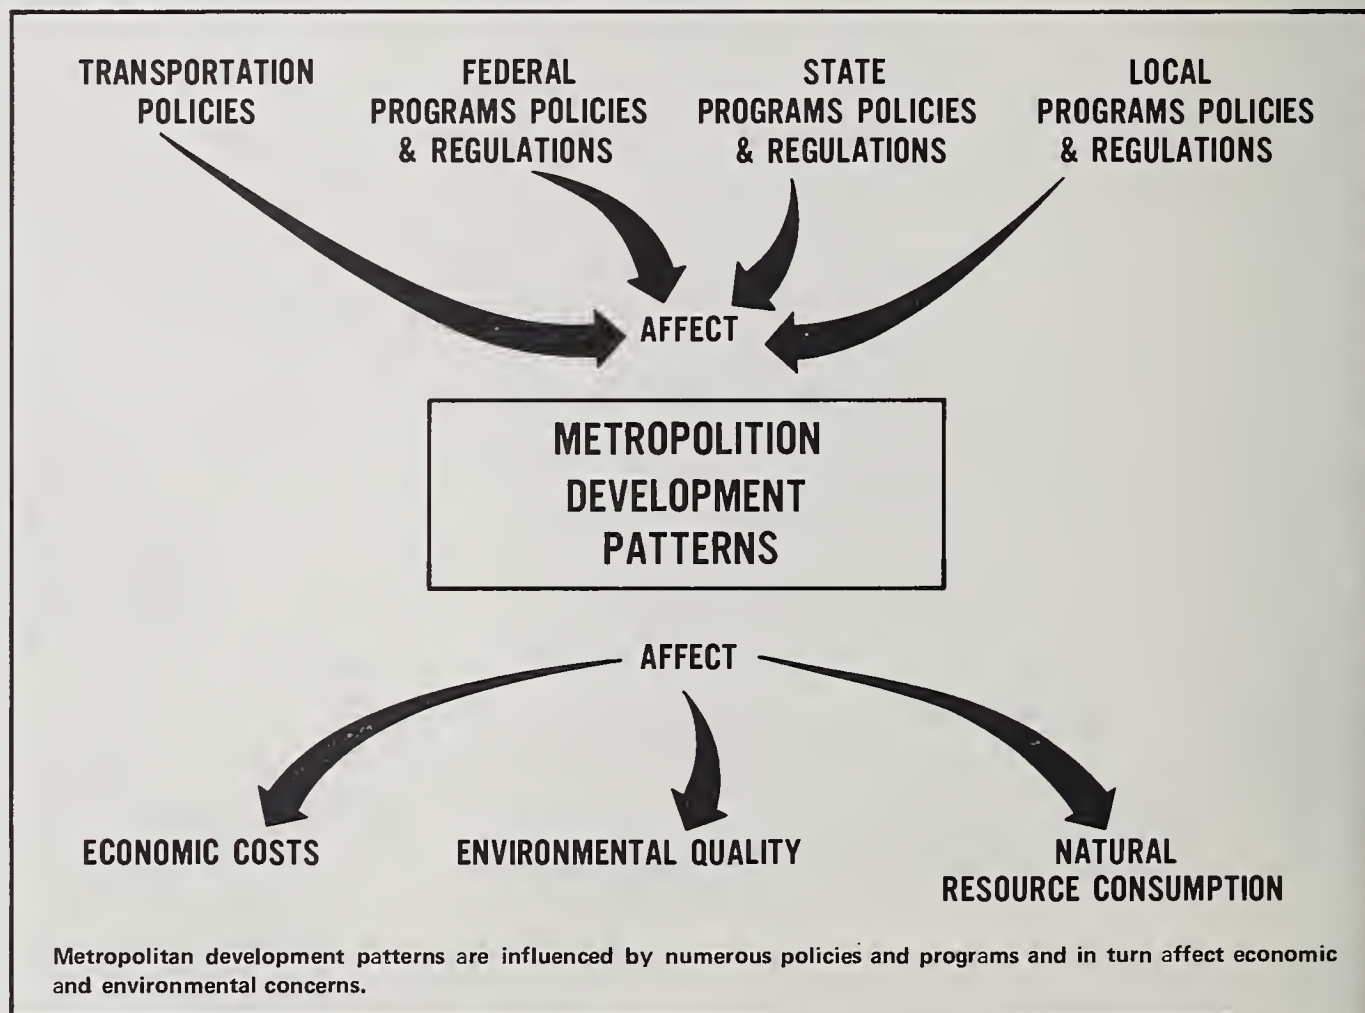 TRANSPORTATION
POLICIES
FEDERAL
PROGRAMS POLICIES
& REGULATIONS
STATE
PROGRAMS POLICIES
& REGULATIONS
LOCAL
PROGRAMS POLICIES
& REGULATIONS
AFFECT
METROPOLITION
DEVELOPMENT
PATTERNS
AFFECT
ECONOMIC COSTS
ENVIRONMENTAL QUALITY
NATURAL
RESOURCE CONSUMPTION
Metropolitan development patterns are influenced by numerous policies and programs and in turn affect economic
and environmental concerns.